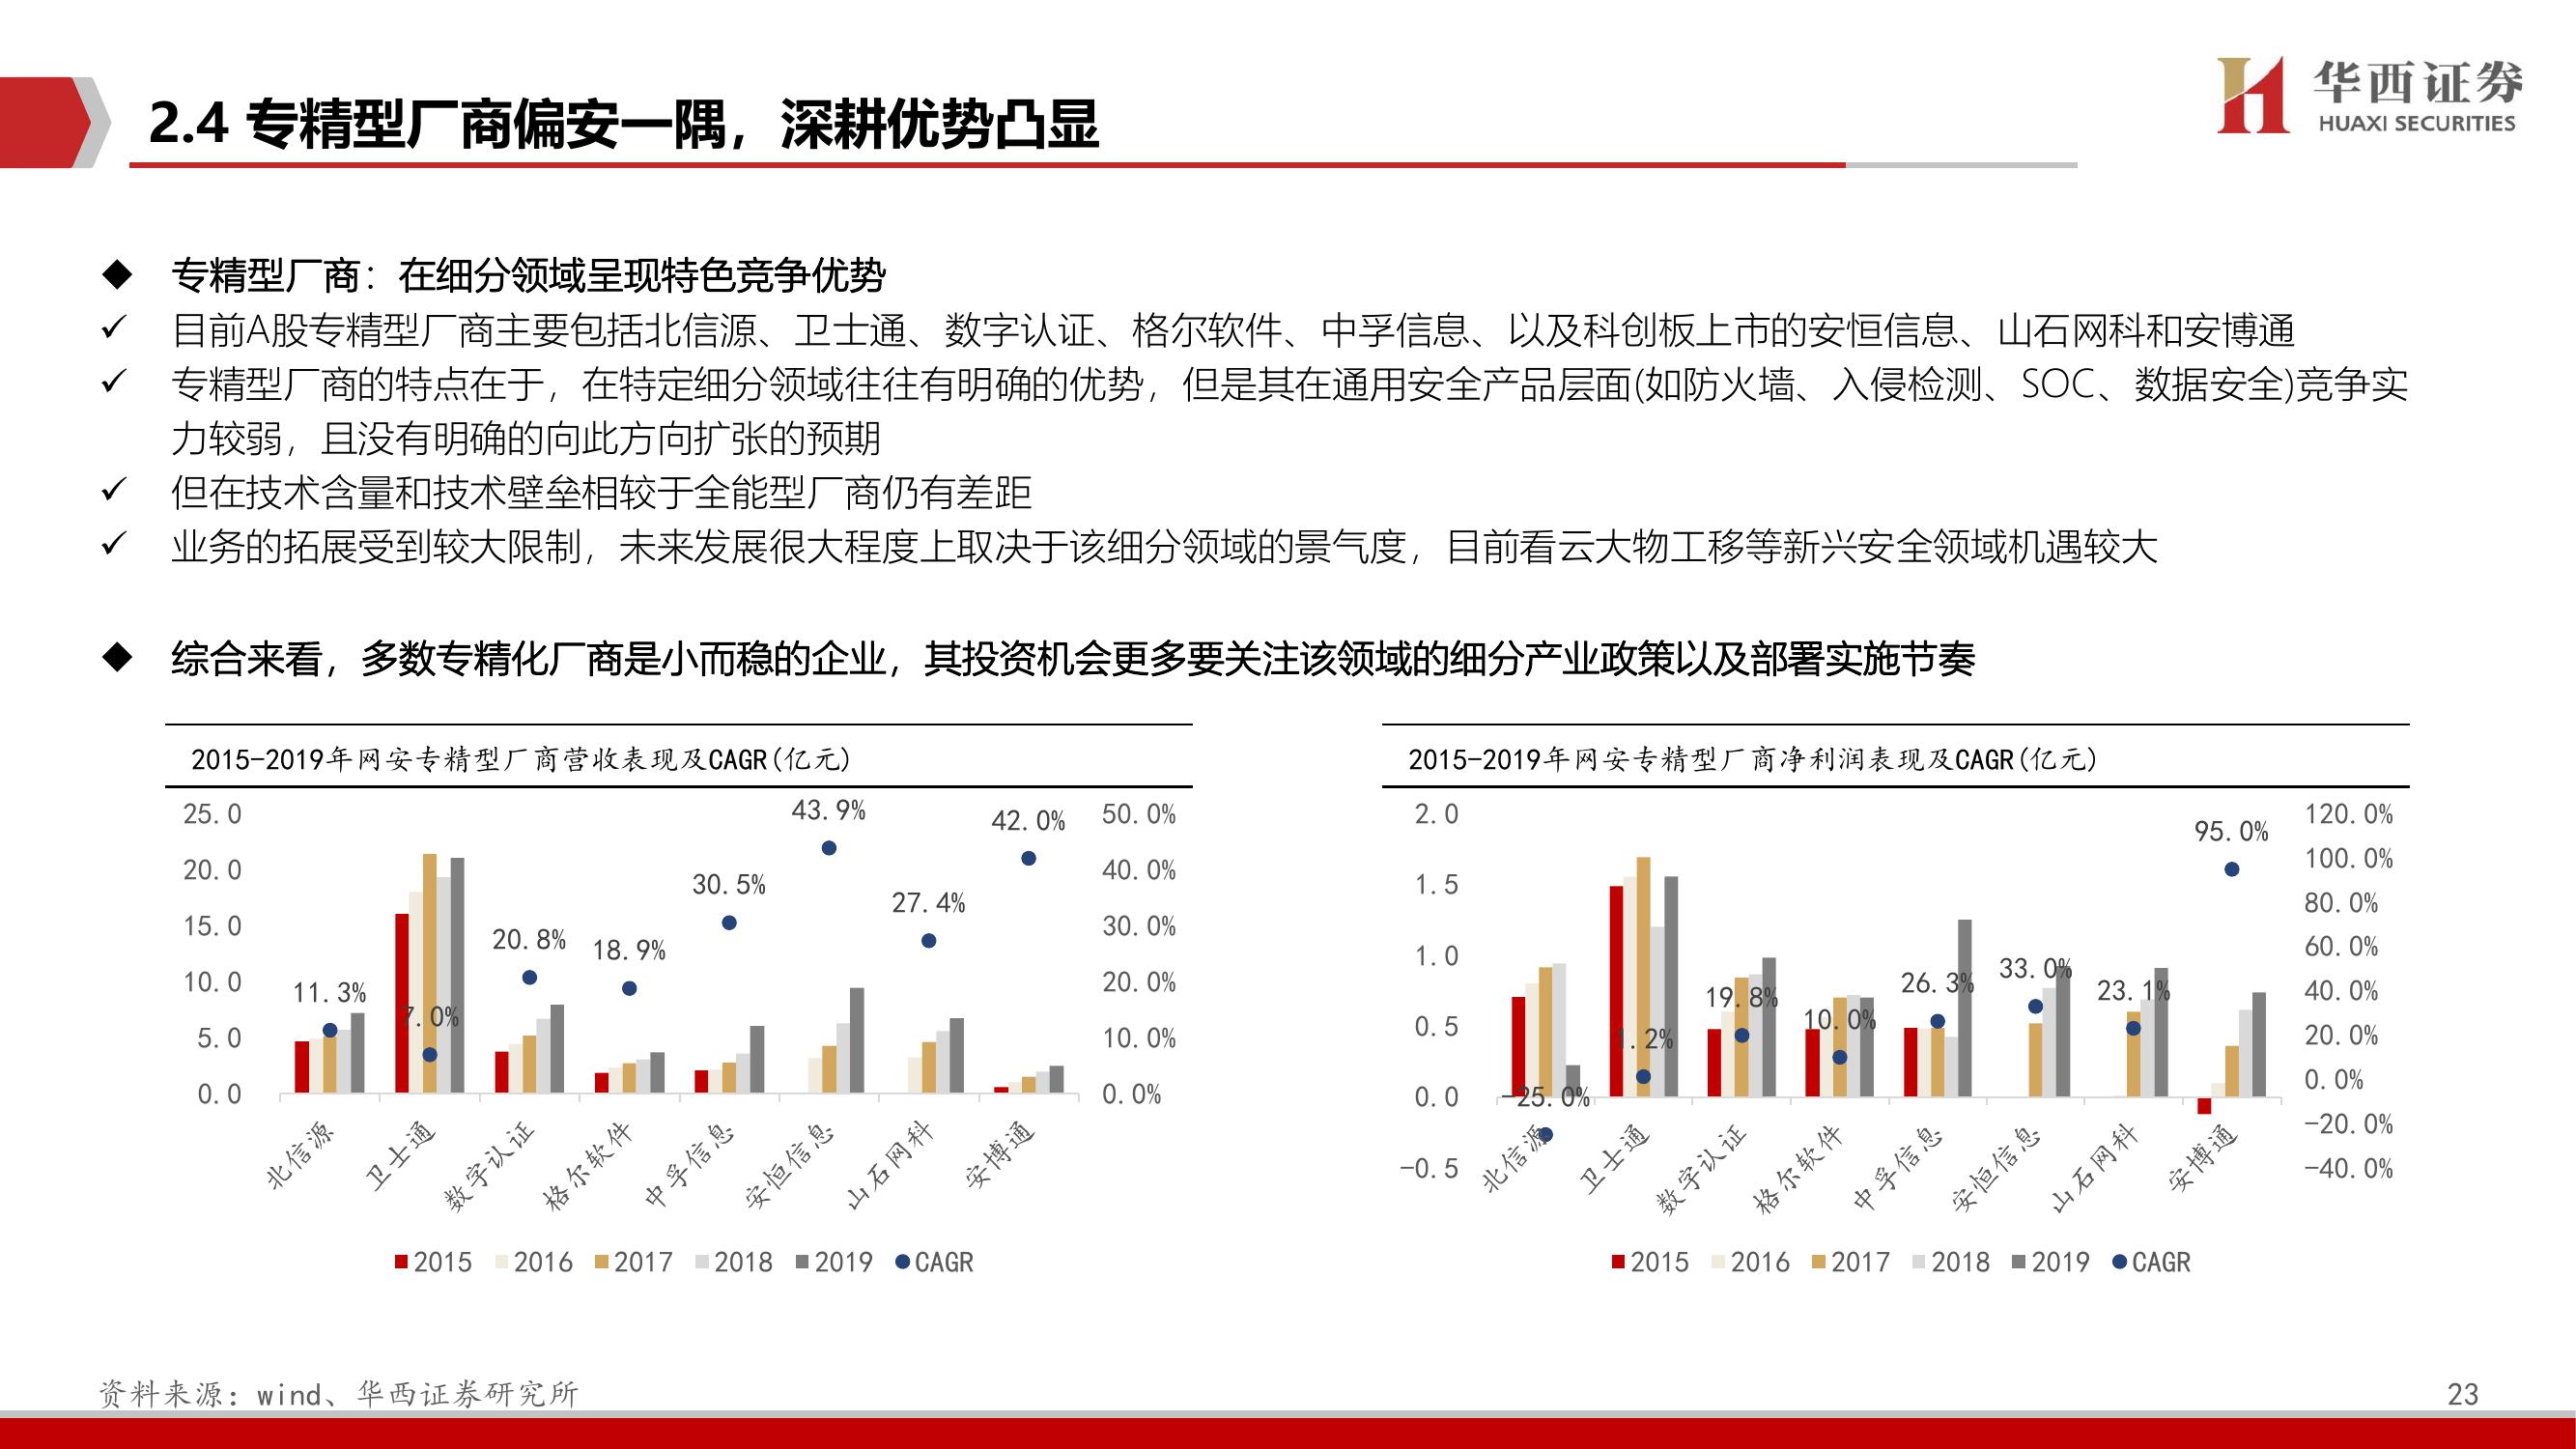 华西证券
HUAXI SECURITIES
2.4 专精型厂商偏安一隅，深耕优势凸显
◆ 专精型厂商：在细分领域呈现特色竞争优势
✓ 目前A股专精型厂商主要包括北信源、卫士通、数字认证、格尔软件、中孚信息、以及科创板上市的安恒信息、山石网科和安博通
✓ 专精型厂商的特点在于，在特定细分领域往往有明确的优势，但是其在通用安全产品层面(如防火墙、入侵检测、SOC、数据安全)竞争实
力较弱，且没有明确的向此方向扩张的预期
✓ 但在技术含量和技术壁垒相较于全能型厂商仍有差距
✓ 业务的拓展受到较大限制，未来发展很大程度上取决于该细分领域的景气度，目前看云大物工移等新兴安全领域机遇较大
◆ 综合来看，多数专精化厂商是小而稳的企业，其投资机会更多要关注该领域的细分产业政策以及部署实施节奏
2015-2019年网安专精型厂商营收表现及CAGR(亿元)
25.0
20.0
15.0
10.0
5.0
0.0
11.3%
7.0%
20.8%
18.9%
30.5%
43.9%
27.4%
42.0%
50.0%
40.0%
30.0%
20.0%
10.0%
0.0%
北信源
卫士通
数字认证
格尔软件
中孚信息
安恒信息
山石网科
安博通
2015 2016 2017 2018 2019 CAGR
2015-2019年网安专精型厂商净利润表现及CAGR(亿元)
2.0
1.5
1.0
0.5
0.0
-0.5
-25.0%
1.2%
19.8%
10.0%
26.3%
33.0%
23.1%
95.0%
120.0%
100.0%
80.0%
60.0%
40.0%
20.0%
0.0%
-20.0%
-40.0%
北信源
卫士通
数字认证
格尔软件
中孚信息
安恒信息
山石网科
安博通
2015 2016 2017 2018 2019 CAGR
资料来源：wind、华西证券研究所
23